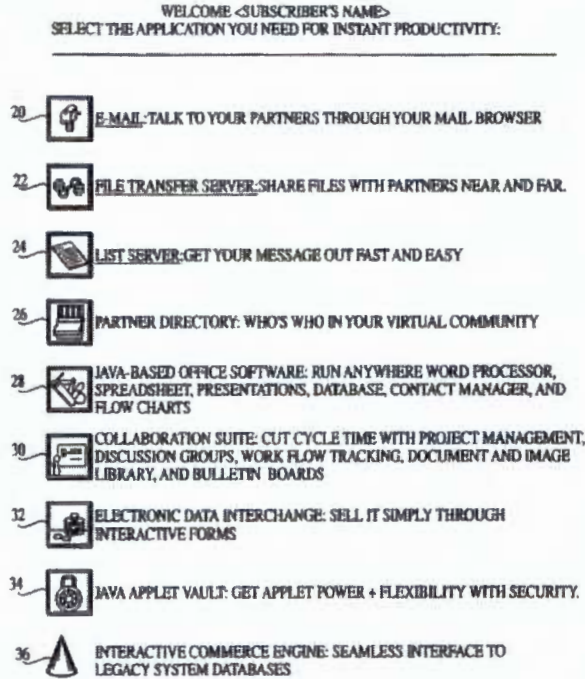 WELCOME <SUBSCRIBER'S NAME>
SELECT THE APPLICATION YOU NEED FOR INSTANT PRODUCTIVITY:
20 E-MAIL: TALK TO YOUR PARTNERS THROUGH YOUR MAIL BROWSER
22 FILE TRANSFER SERVER: SHARE FILES WITH PARTNERS NEAR AND FAR.
24 LIST SERVER: GET YOUR MESSAGE OUT FAST AND EASY
26 PARTNER DIRECTORY: WHO'S WHO IN YOUR VIRTUAL COMMUNITY
28 JAVA-BASED OFFICE SOFTWARE: RUN ANYWHERE WORD PROCESSOR,
SPREADSHEET, PRESENTATIONS, DATABASE, CONTACT MANAGER, AND
FLOW CHARTS
30 COLLABORATION SUITE: CUT CYCLE TIME WITH PROJECT MANAGEMENT,
DISCUSSION GROUPS, WORK FLOW TRACKING, DOCUMENT AND IMAGE
LIBRARY, AND BULLETIN BOARDS
32 ELECTRONIC DATA INTERCHANGE: SELL IT SIMPLY THROUGH
INTERACTIVE FORMS
34 JAVA APPLET VAULT: GET APPLET POWER + FLEXIBILITY WITH SECURITY.
36 INTERACTIVE COMMERCE ENGINE: SEAMLESS INTERFACE TO
LEGACY SYSTEM DATABASES